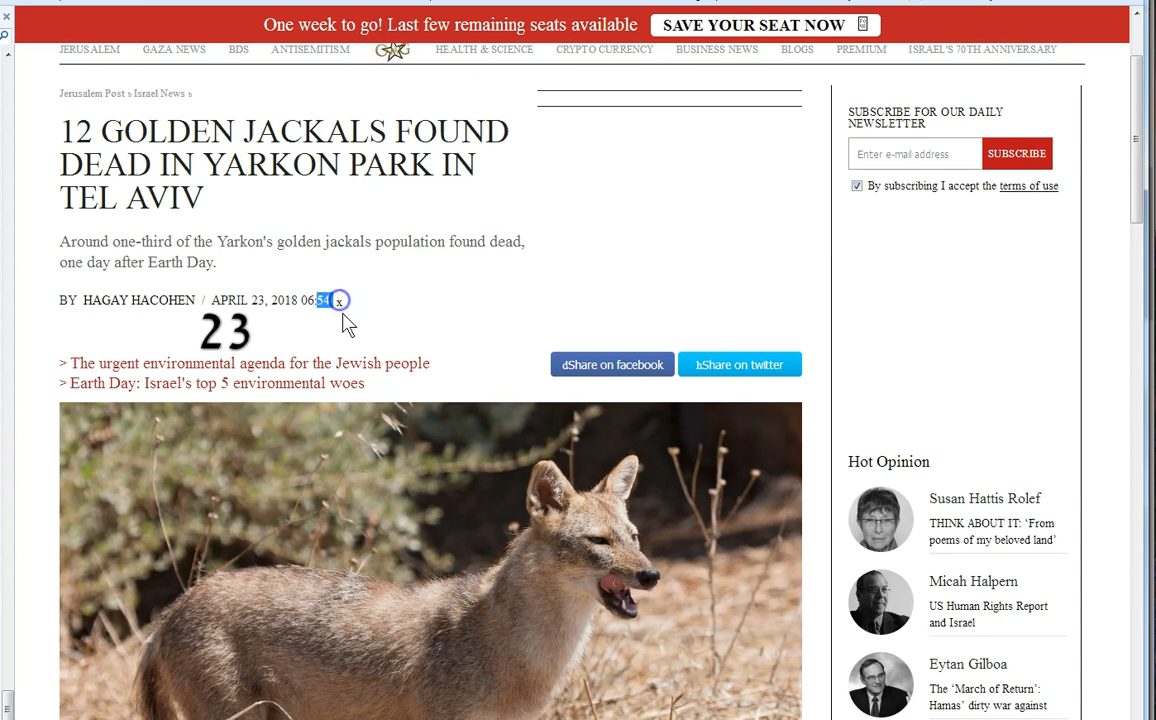 One week to go! Last few remaining seats available SAVE YOUR SEAT NOW
JERUSALEM GAZA NEWS BDS ANTISEMITISM HEALTH & SCIENCE CRYPTO CURRENCY BUSINESS NEWS BLOGS PREMIUM ISRAEL'S 70TH ANNIVERSARY
Jerusalem Post Israel News
12 GOLDEN JACKALS FOUND
DEAD IN YARKON PARK IN
TEL AVIV
Around one-third of the Yarkon's golden jackals population found dead,
one day after Earth Day.
BY HAGAY HACOHEN / APRIL 23, 2018 06:54 x
23
> The urgent environmental agenda for the Jewish people
> Earth Day: Israel's top 5 environmental woes
dShare on facebook hShare on twitter
SUBSCRIBE FOR OUR DAILY
NEWSLETTER
Enter e-mail address SUBSCRIBE
By subscribing I accept the terms of use
Hot Opinion
Susan Hattis Rolef
THINK ABOUT IT: ‘From
poems of my beloved land’
Micah Halpern
US Human Rights Report
and Israel
Eytan Gilboa
The ‘March of Return’:
Hamas’ dirty war against